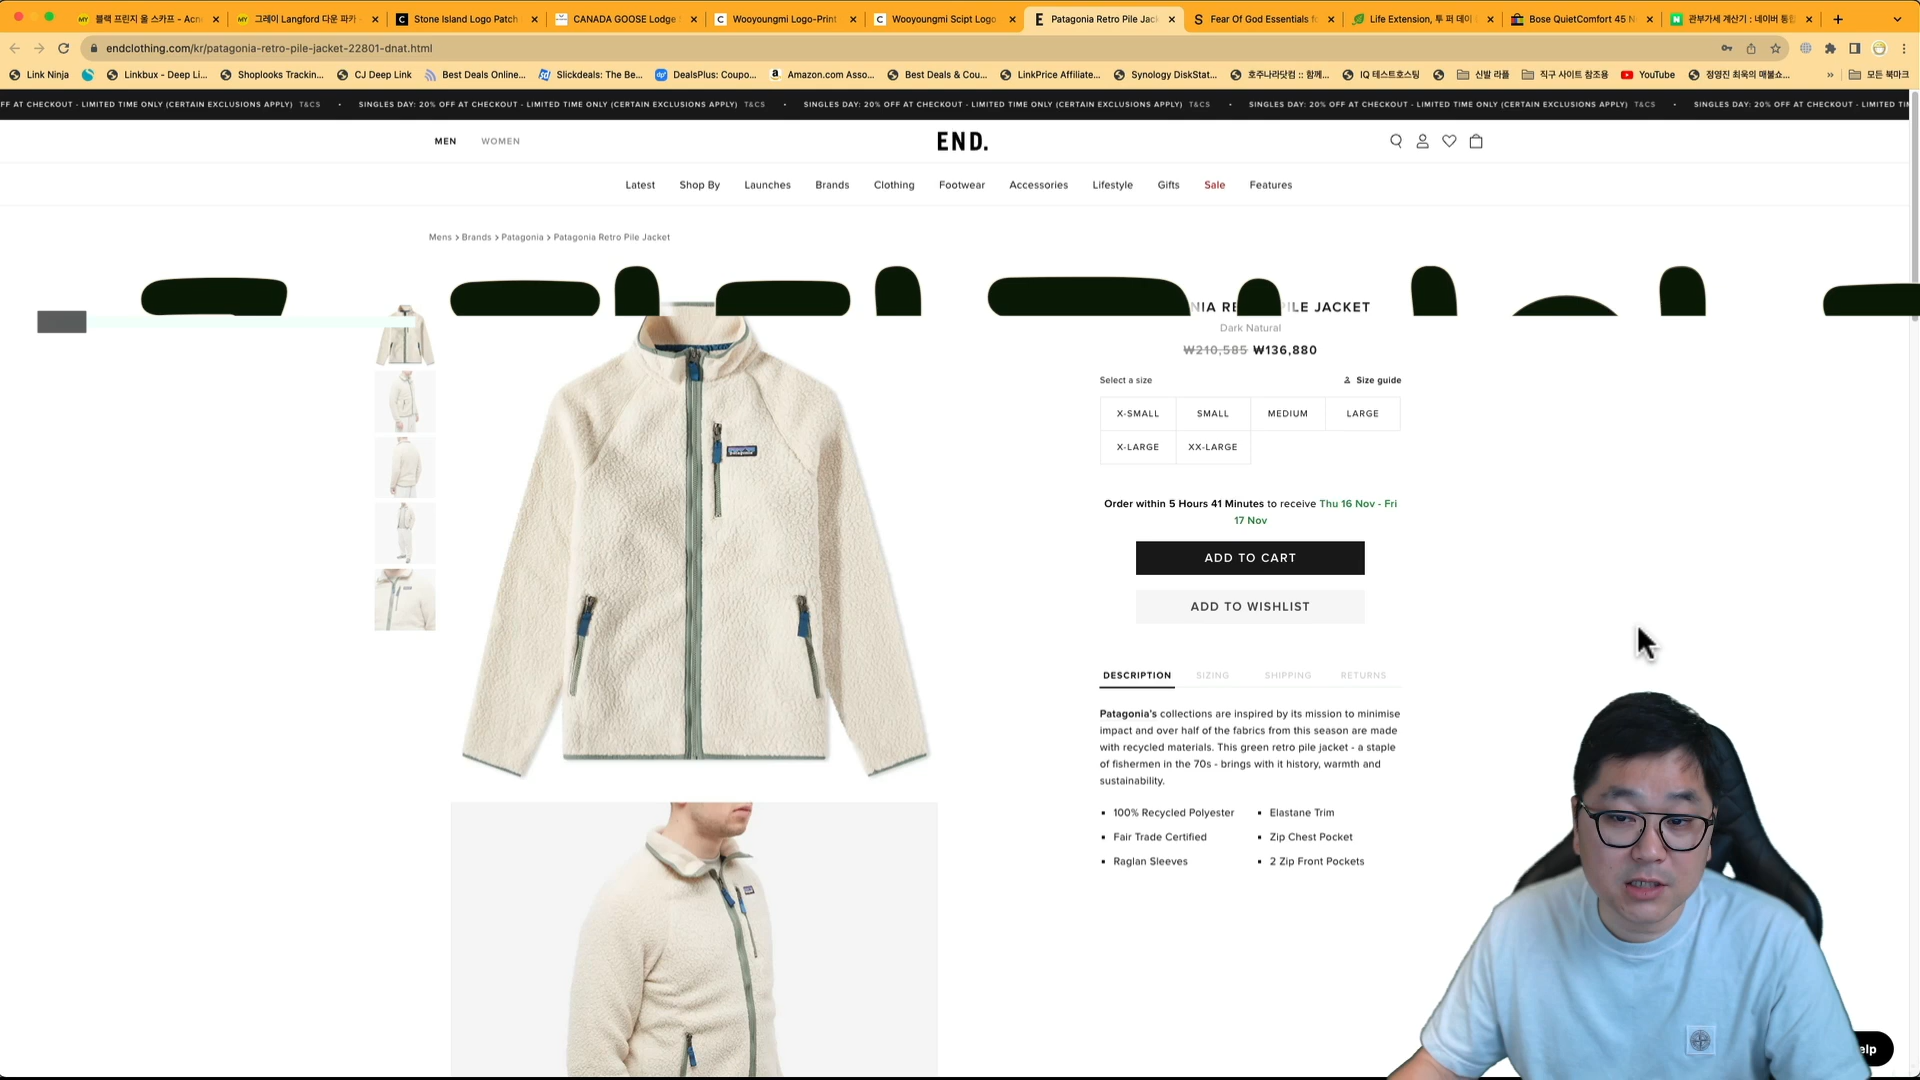 블랙 프린지 울 스카프 - Acn
그레이 Langford 다운 파카 -
Stone Island Logo Patch
CANADA GOOSE Lodge
Wooyoungmi Logo-Print
Wooyoungmi Scipt Logo
Patagonia Retro Pile Jac
Fear Of God Essentials f
Life Extension, 투 퍼 데이
Bose QuietComfort 45 N
관부가세 계산기 : 네이버 통합
endclothing.com/kr/patagonia-retro-pile-jacket-22801-dnat.html
Link Ninja
Linkbux - Deep Li...
Shoplooks Trackin...
CJ Deep Link
Best Deals Online...
Slickdeals: The Be...
DealsPlus: Coupo...
Amazon.com Asso...
Best Deals & Cou...
LinkPrice Affiliate...
Synology DiskStat...
호주나라닷컴 :: 함께...
IQ 테스트호스팅
신발 라플
직구 사이트 참조용
YouTube
정영진 최욱의 매불쇼...
모든 북마크
FF AT CHECKOUT - LIMITED TIME ONLY (CERTAIN EXCLUSIONS APPLY) T&CS • SINGLES DAY: 20% OFF AT CHECKOUT - LIMITED TIME ONLY (CERTAIN EXCLUSIONS APPLY) T&CS • SINGLES DAY: 20% OFF AT CHECKOUT - LIMITED TIME ONLY (CERTAIN EXCLUSIONS APPLY) T&CS • SINGLES DAY: 20% OFF AT CHECKOUT - LIMITED TIME ONLY (CERTAIN EXCLUSIONS APPLY) T&CS • SINGLES DAY: 20% OFF AT CHECKOUT - LIMITED TI
MEN WOMEN END.
Latest Shop By Launches Brands Clothing Footwear Accessories Lifestyle Gifts Sale Features
Mens > Brands > Patagonia > Patagonia Retro Pile Jacket
NIA RE ILE JACKET
Dark Natural
₩210,585 ₩136,880
Select a size Size guide
X-SMALL SMALL MEDIUM LARGE
X-LARGE XX-LARGE
Order within 5 Hours 41 Minutes to receive Thu 16 Nov - Fri
17 Nov
ADD TO CART
ADD TO WISHLIST
DESCRIPTION SIZING SHIPPING RETURNS
Patagonia's collections are inspired by its mission to minimise
impact and over half of the fabrics from this season are made
with recycled materials. This green retro pile jacket - a staple
of fishermen in the 70s - brings with it history, warmth and
sustainability.
▪ 100% Recycled Polyester ▪ Elastane Trim
▪ Fair Trade Certified ▪ Zip Chest Pocket
▪ Raglan Sleeves ▪ 2 Zip Front Pockets
elp